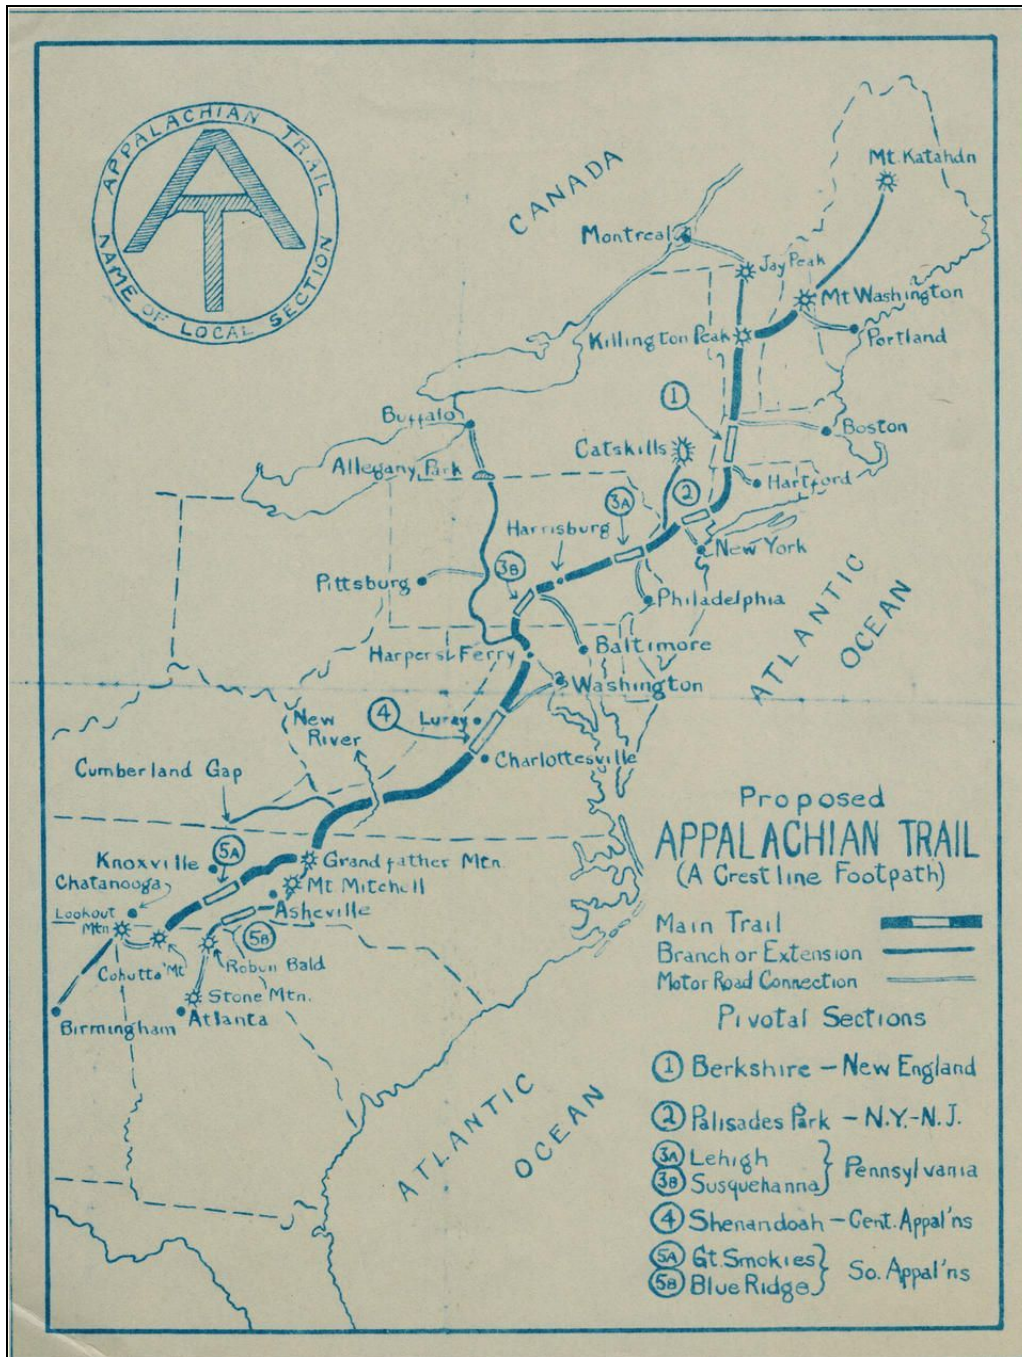 APPALACHIAN TRAIL
NAME OF LOCAL SECTION
AT
CANADA
Mt. Katahdn
Montreal
Jay Peak
Mt Washington
Killington Peak
Portland
1
Buffalo
Boston
Catskills
Allegany Park
Hartford
3A
2
Harrisburg
New York
3B
Pittsburg
Philadelphia
ATLANTIC
OCEAN
Harpers Ferry
Baltimore
Washington
New
River
4
Luray
Charlottesville
Cumberland Gap
Proposed
APPALACHIAN TRAIL
(A Crestline Footpath)
Knoxville
5A
Grandfather Mtn.
Chatanooga
Mt Mitchell
Asheville
Lookout
Mtn
5B
Cohutta Mt
Robun Bald
Stone Mtn.
Atlanta
Birmingham
Main Trail
Branch or Extension
Motor Road Connection
Pivotal Sections
1 Berkshire – New England
2 Palisades Park – N.Y.-N.J.
3A Lehigh
3B Susquehanna
Pennsylvania
4 Shenandoah – Cent. Appal'ns
5A Gt. Smokies
5B Blue Ridge
So. Appal'ns
ATLANTIC
OCEAN